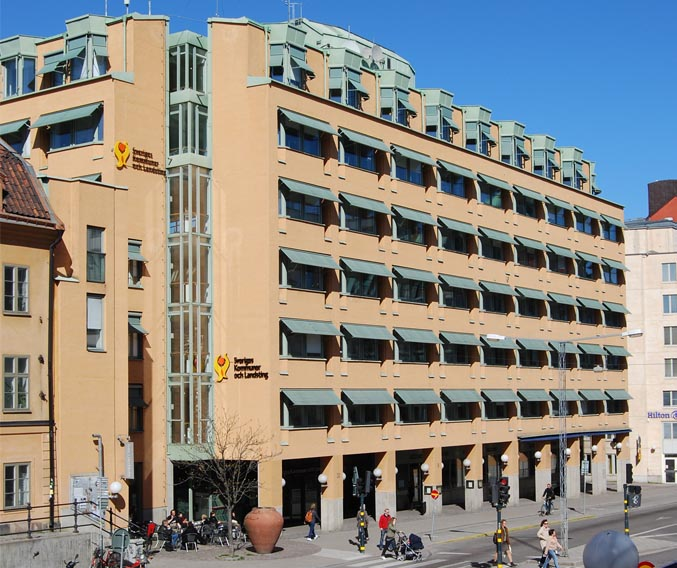 Sveriges
Kommuner
och Landsting
Sveriges
Kommuner
och Landsting
Hilton